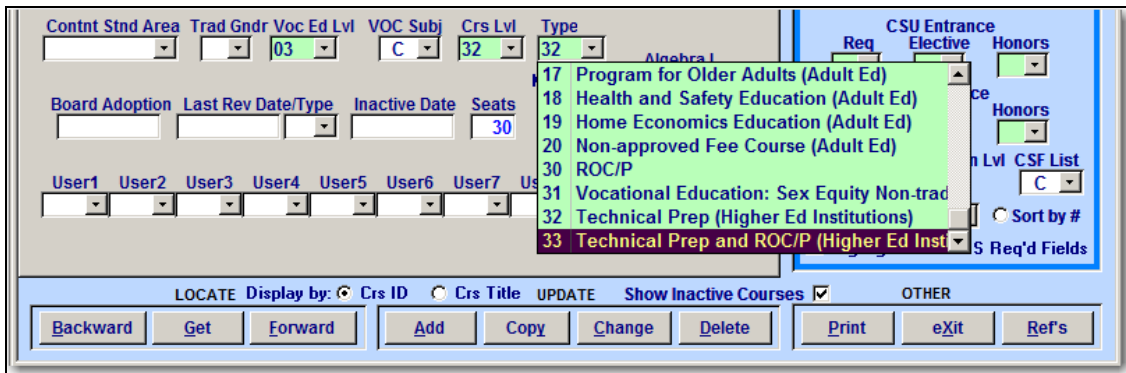 Contnt Stnd Area Trad Gndr Voc Ed Lvl VOC Subj Crs Lvl Type
CSU Entrance
Req Elective Honors
03 C 32 32
Algebra I
17 Program for Older Adults (Adult Ed)
18 Health and Safety Education (Adult Ed)
Board Adoption Last Rev Date/Type Inactive Date Seats
ce
Honors
30
19 Home Economics Education (Adult Ed)
20 Non-approved Fee Course (Adult Ed)
30 ROC/P
Lvl CSF List
User1 User2 User3 User4 User5 User6 User7 Us
C
31 Vocational Education: Sex Equity Non-trad
32 Technical Prep (Higher Ed Institutions)
Sort by #
33 Technical Prep and ROC/P (Higher Ed Insti
S Req'd Fields
LOCATE Display by: Crs ID Crs Title UPDATE Show Inactive Courses OTHER
Backward Get Forward Add Copy Change Delete Print eXit Ref's